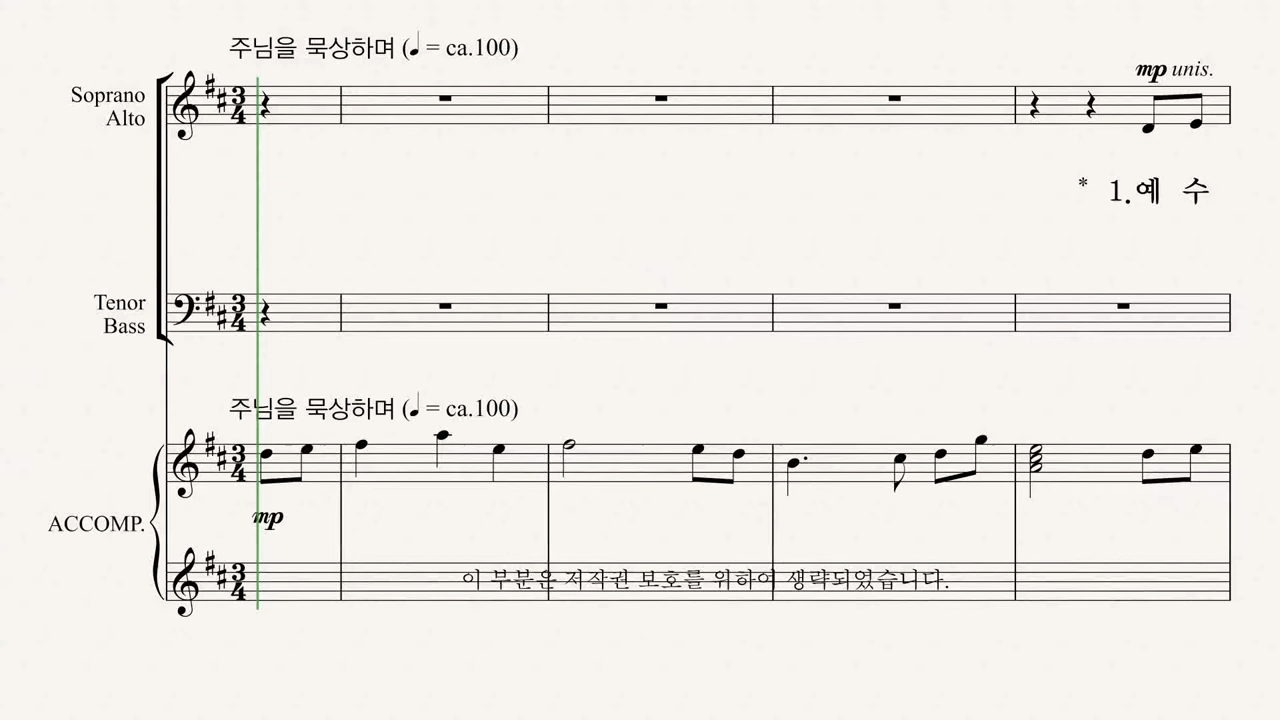 주님을 묵상하며 (♩ = ca.100)
Soprano
Alto
mp unis.
* 1.예 수
Tenor
Bass
주님을 묵상하며 (♩ = ca.100)
mp
ACCOMP.
이 부분은 저작권 보호를 위하여 생략되었습니다.